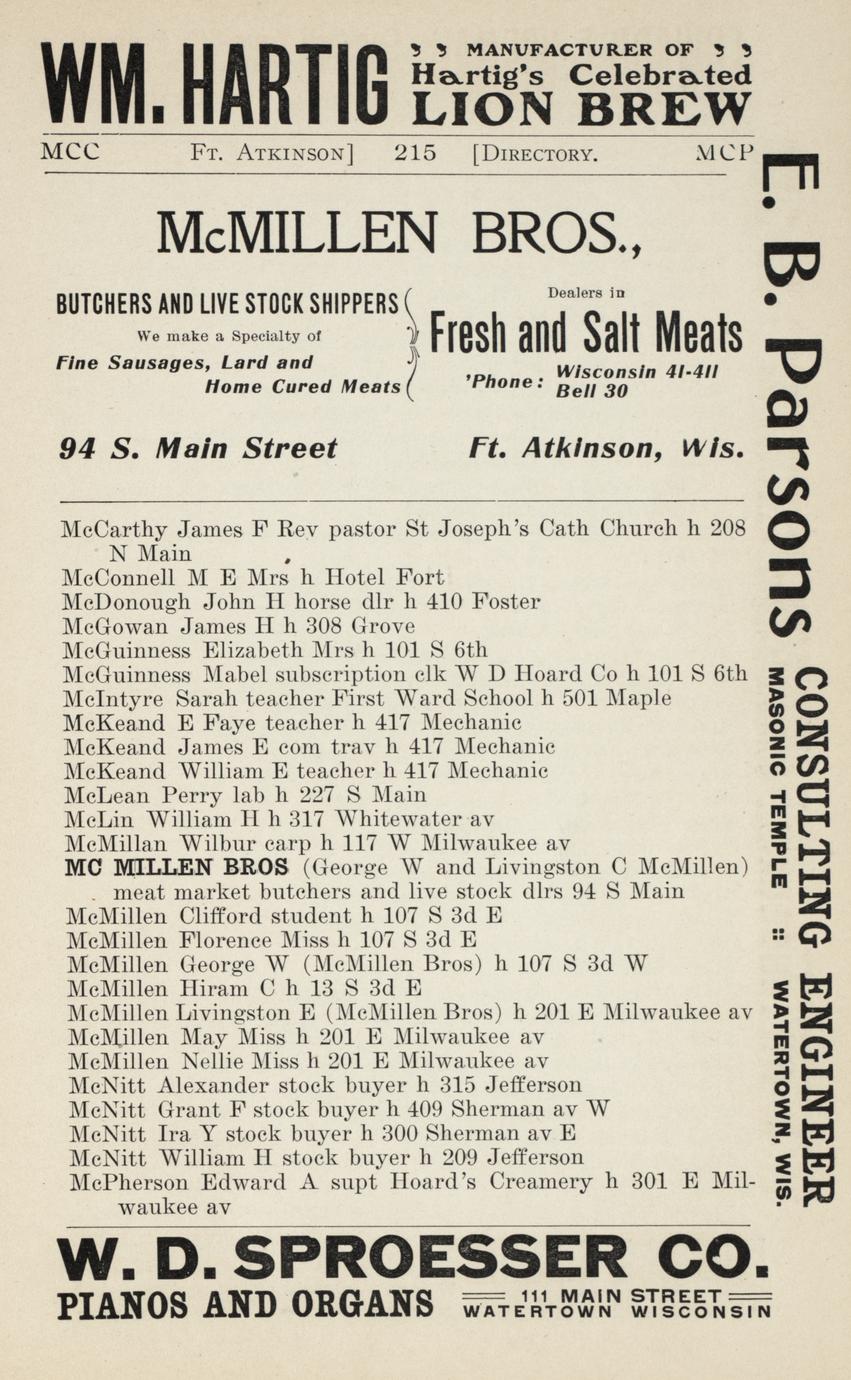 WM. HARTIG
MANUFACTURER OF
Hartig's Celebrated
LION BREW
MCC Ft. Atkinson] 215 [Directory. MCP
McMILLEN BROS.,
BUTCHERS AND LIVE STOCK SHIPPERS
We make a Specialty of
Fine Sausages, Lard and
Home Cured Meats
Dealers in
Fresh and Salt Meats
'Phone: Wisconsin 41-411
Bell 30
94 S. Main Street Ft. Atkinson, Wis.
McCarthy James F Rev pastor St Joseph's Cath Church h 208
N Main
McConnell M E Mrs h Hotel Fort
McDonough John H horse dlr h 410 Foster
McGowan James H h 308 Grove
McGuinness Elizabeth Mrs h 101 S 6th
McGuinness Mabel subscription clk W D Hoard Co h 101 S 6th
McIntyre Sarah teacher First Ward School h 501 Maple
McKeand E Faye teacher h 417 Mechanic
McKeand James E com trav h 417 Mechanic
McKeand William E teacher h 417 Mechanic
McLean Perry lab h 227 S Main
McLin William H h 317 Whitewater av
McMillan Wilbur carp h 117 W Milwaukee av
MC MILLEN BROS (George W and Livingston C McMillen)
meat market butchers and live stock dlrs 94 S Main
McMillen Clifford student h 107 S 3d E
McMillen Florence Miss h 107 S 3d E
McMillen George W (McMillen Bros) h 107 S 3d W
McMillen Hiram C h 13 S 3d E
McMillen Livingston E (McMillen Bros) h 201 E Milwaukee av
McMillen May Miss h 201 E Milwaukee av
McMillen Nellie Miss h 201 E Milwaukee av
McNitt Alexander stock buyer h 315 Jefferson
McNitt Grant F stock buyer h 409 Sherman av W
McNitt Ira Y stock buyer h 300 Sherman av E
McNitt William H stock buyer h 209 Jefferson
McPherson Edward A supt Hoard's Creamery h 301 E Mil-
waukee av
E. B. Parsons
CONSULTING ENGINEER
MASONIC TEMPLE :: WATERTOWN, WIS.
W. D. SPROESSER CO.
PIANOS AND ORGANS
111 MAIN STREET
WATERTOWN WISCONSIN